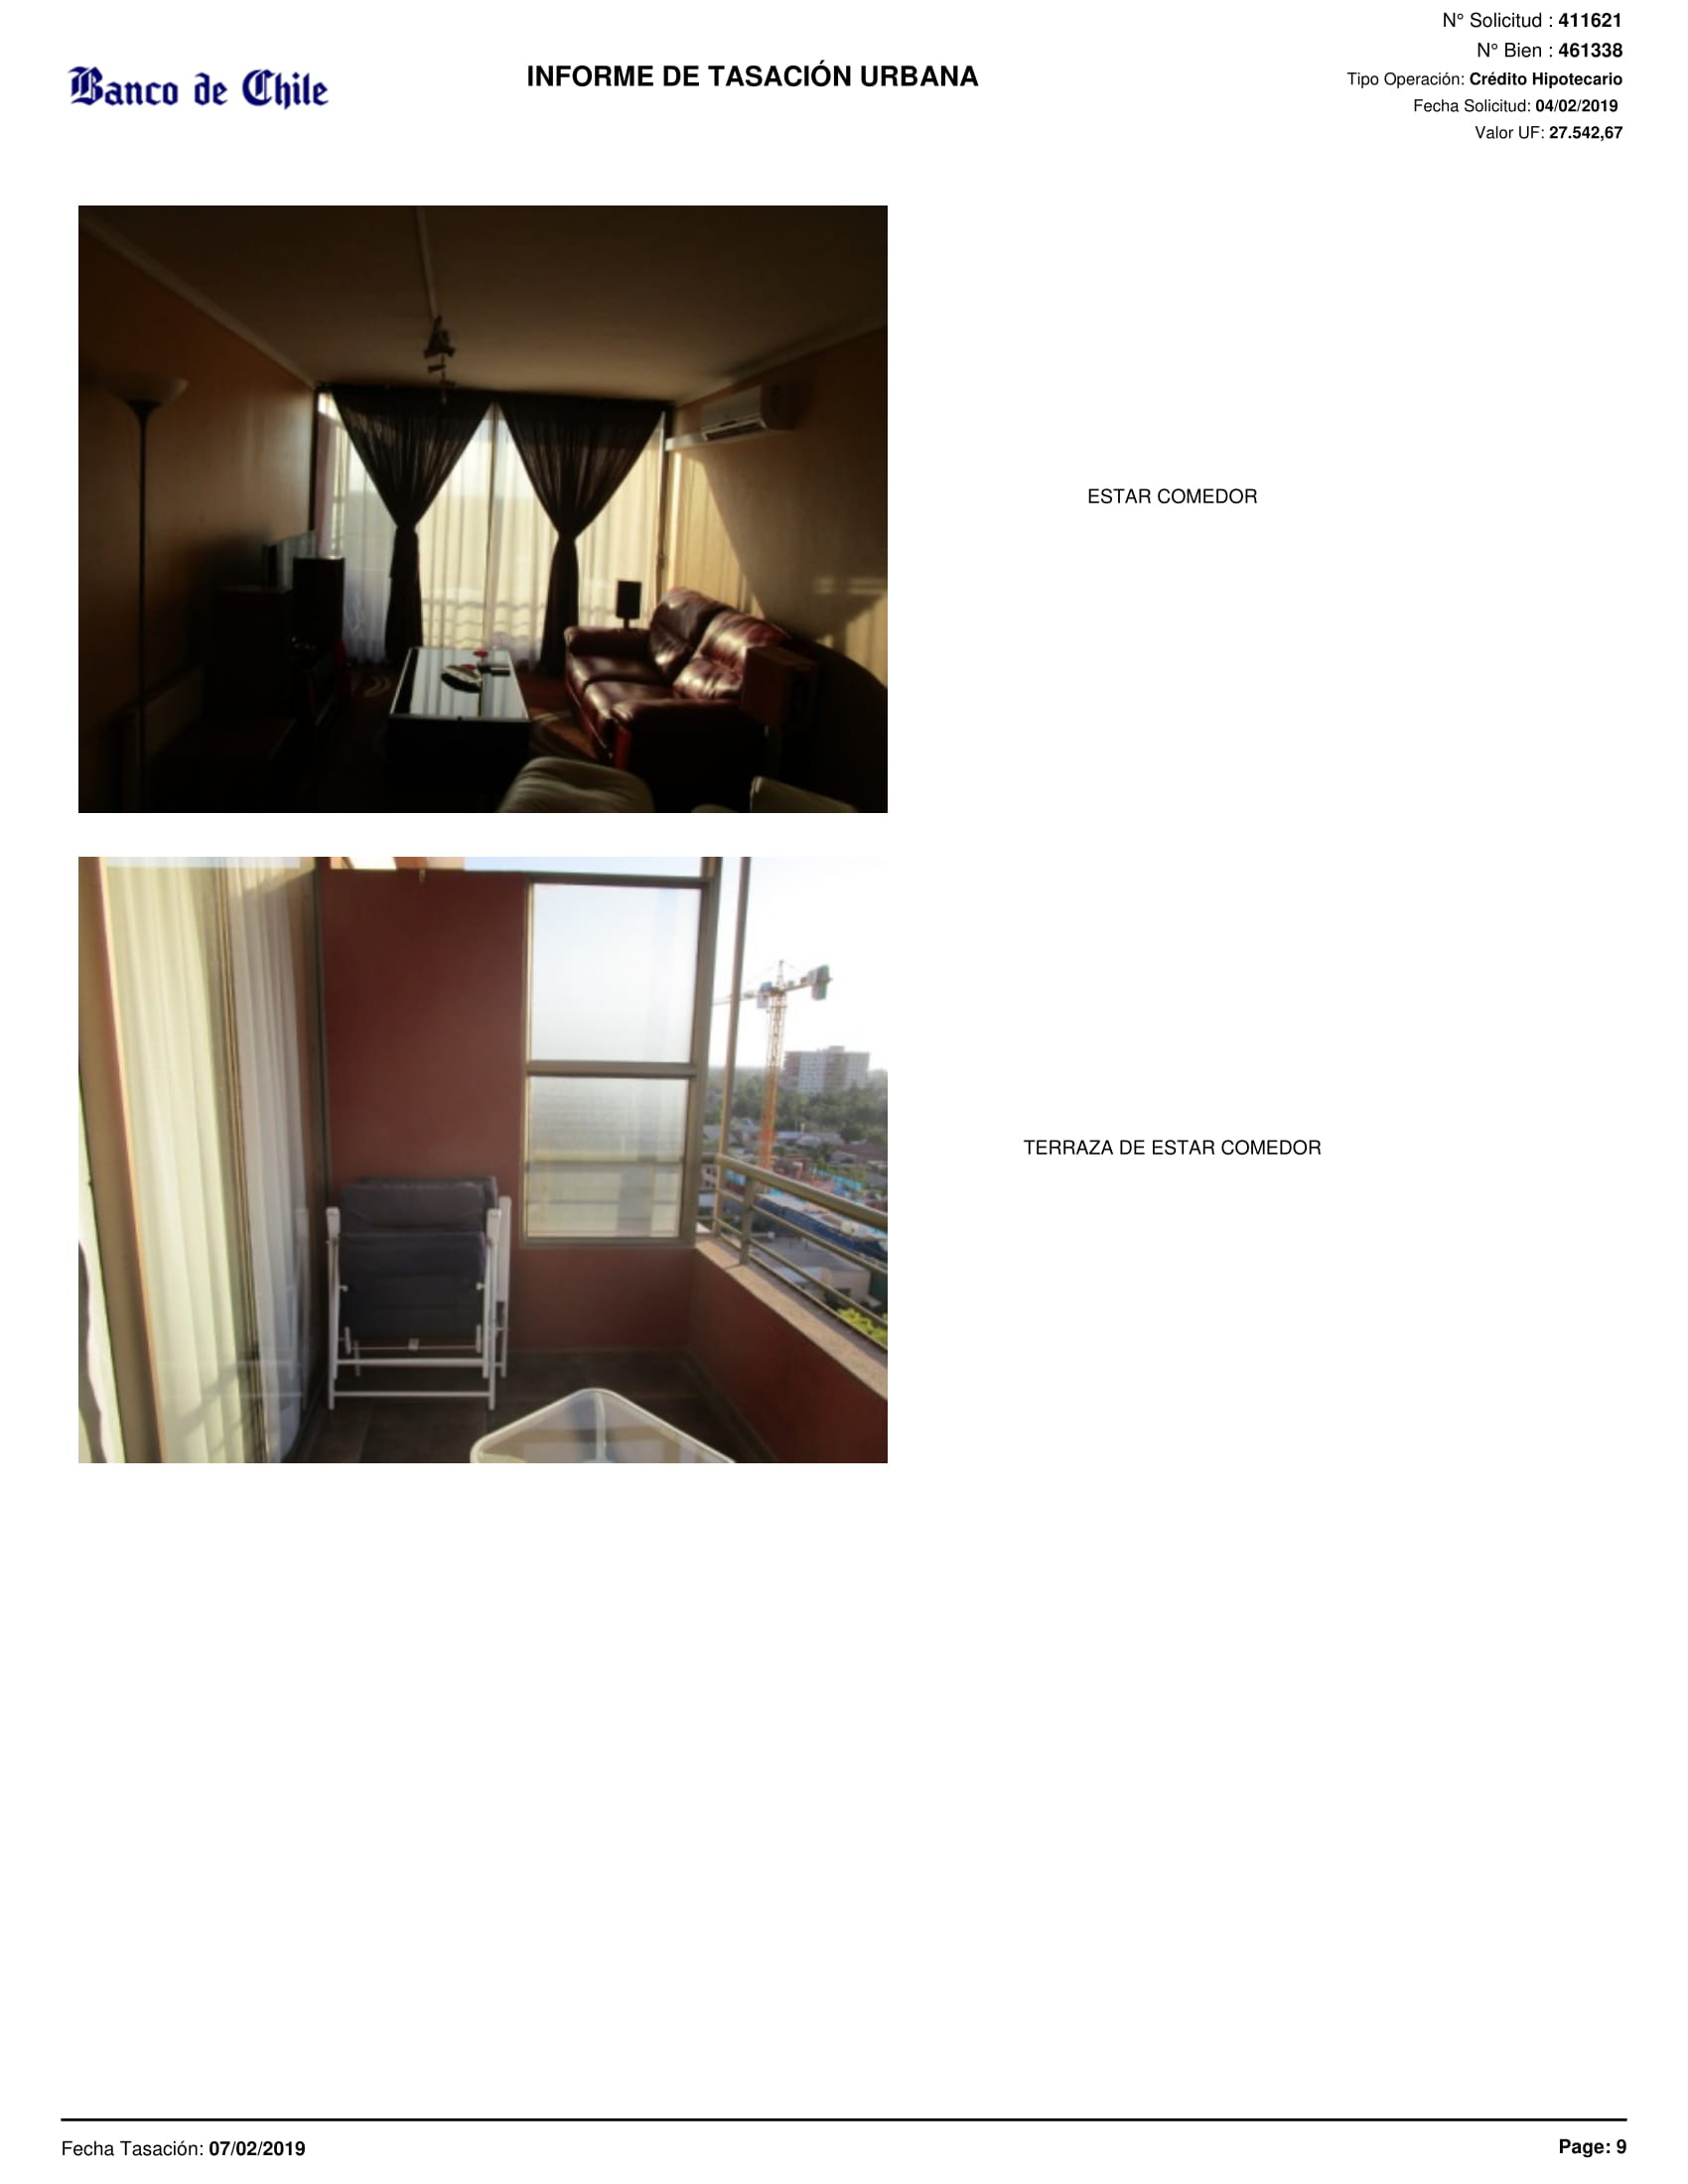 N° Solicitud : 411621
N° Bien : 461338
Tipo Operación: Crédito Hipotecario
Fecha Solicitud: 04/02/2019
Valor UF: 27.542,67
Banco de Chile
INFORME DE TASACIÓN URBANA
ESTAR COMEDOR
TERRAZA DE ESTAR COMEDOR
Fecha Tasación: 07/02/2019
Page: 9